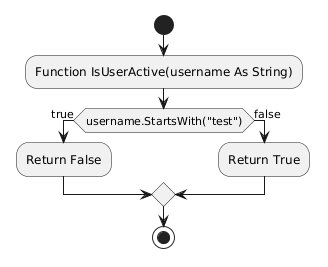 Function IsUserActive(username As String)
true
username.StartsWith("test")
false
Return False
Return True